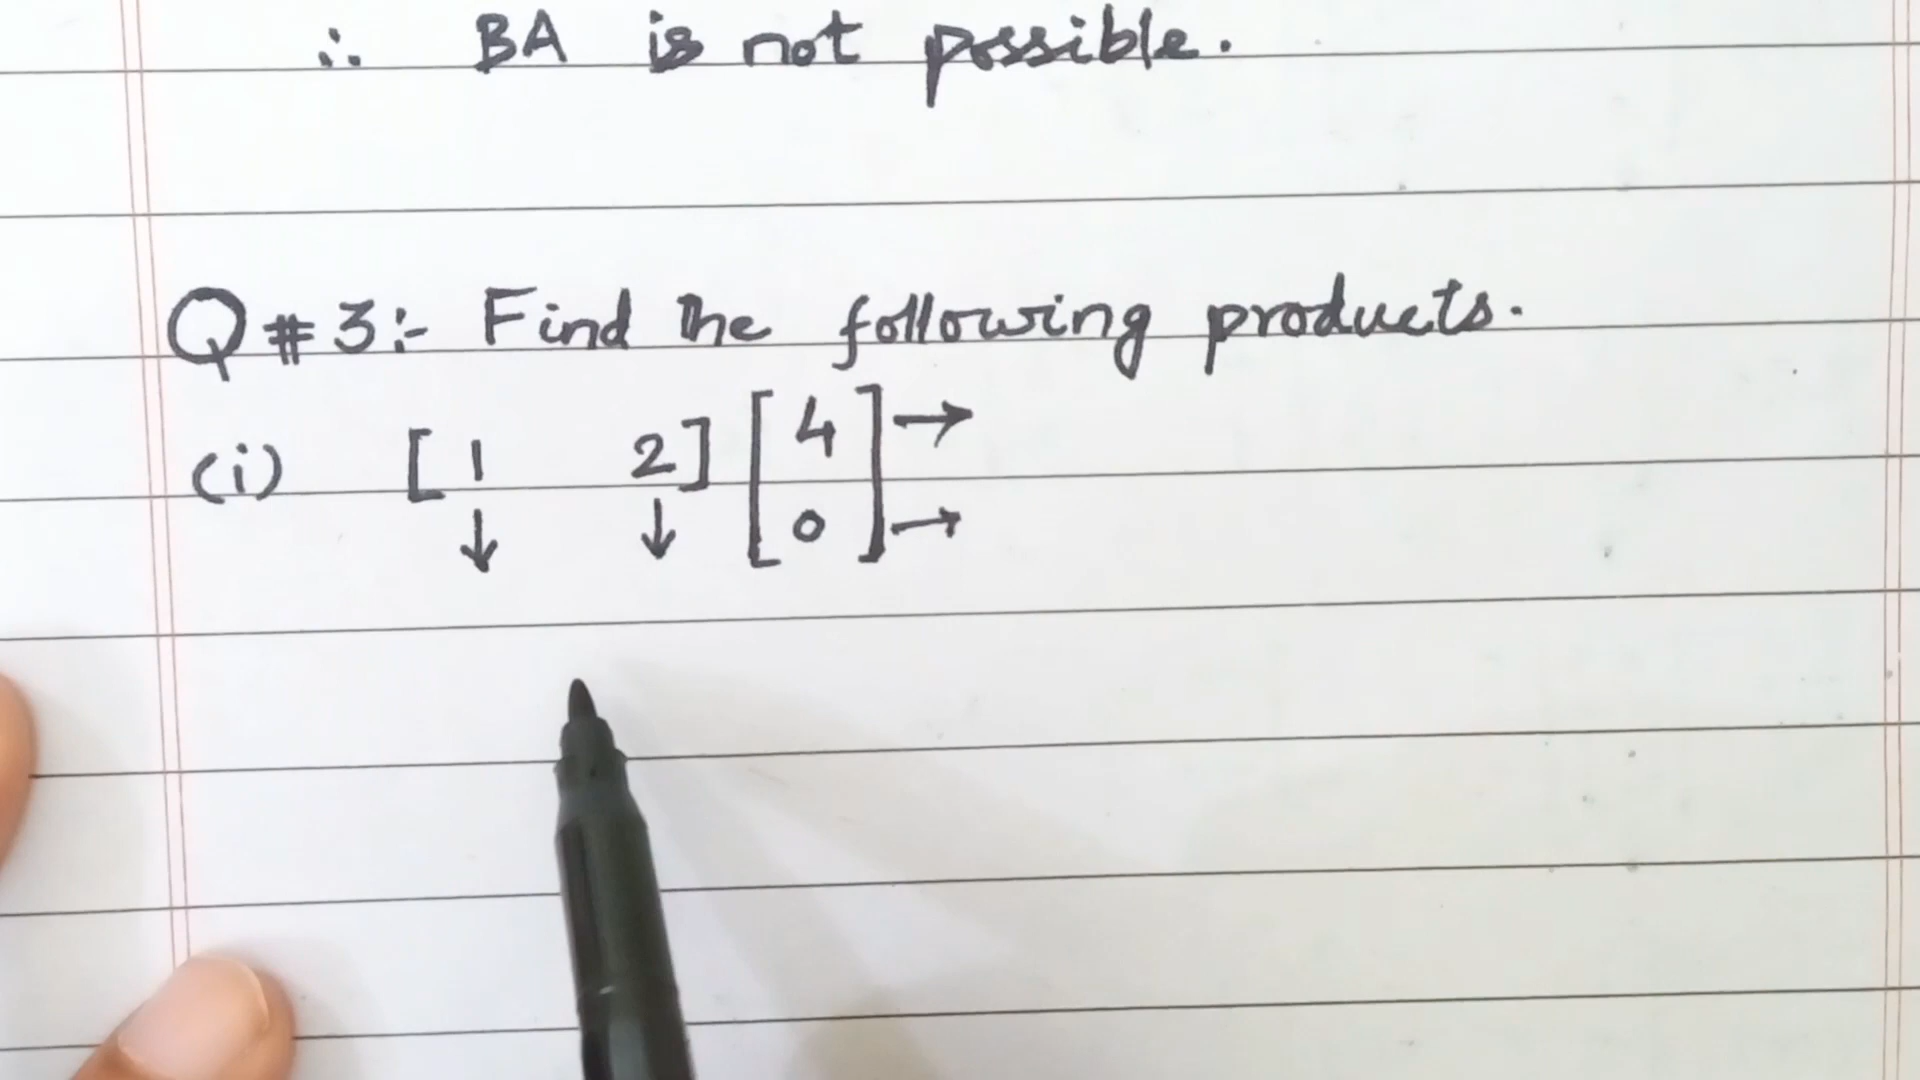 ∴ BA is not possible.
Q # 3:- Find the following products.
(i) [ 1 2 ] [ 4 →
↓ ↓ 0 ] →